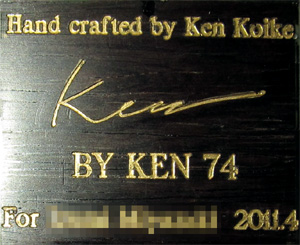 Hand crafted by Ken Koike.
Ken
BY KEN 74
For 2011.4